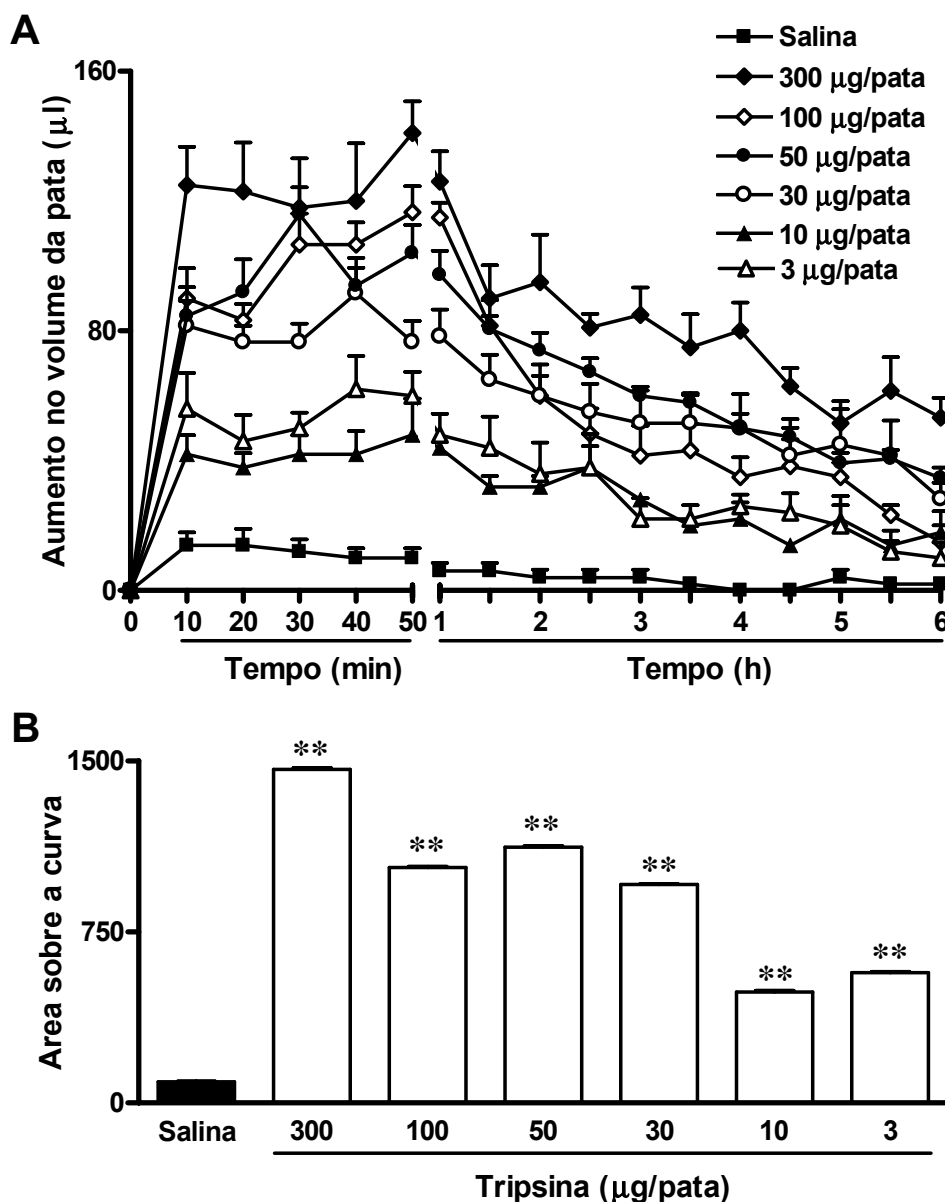 A
Salina
300 µg/pata
100 µg/pata
50 µg/pata
30 µg/pata
10 µg/pata
3 µg/pata
Aumento no volume da pata (µl)
160
80
0
0 10 20 30 40 50 1 2 3 4 5 6
Tempo (min) Tempo (h)
B
Area sobre a curva
1500
750
0
** ** ** ** ** **
Salina 300 100 50 30 10 3
Tripsina (µg/pata)